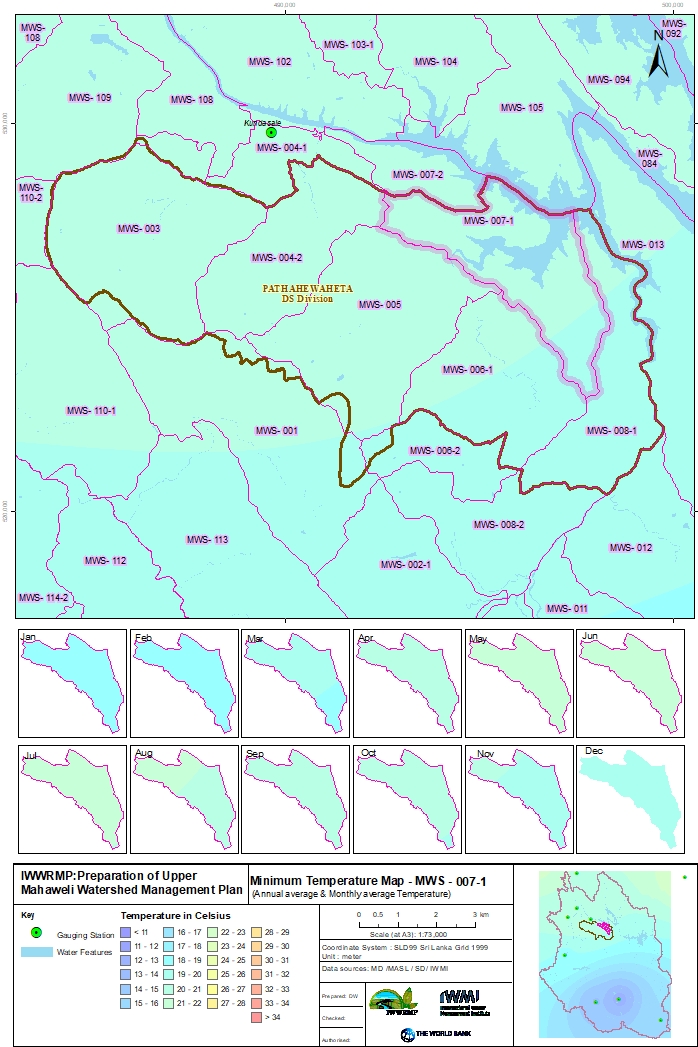 480,000
500,000
MWS-
108
MWS- 103-1
MWS-
092
N
MWS- 102
MWS- 104
MWS- 094
MWS- 109
MWS- 108
MWS- 105
530,000
Kundasale
MWS- 004-1
MWS-
084
MWS- 007-2
MWS-
110-2
MWS- 007-1
MWS- 003
MWS- 013
MWS- 004-2
PATHAHEWAHETA
DS Division
MWS- 005
MWS- 006-1
MWS- 110-1
MWS- 001
MWS- 008-1
MWS- 006-2
520,000
MWS- 008-2
MWS- 113
MWS- 012
MWS- 112
MWS- 002-1
MWS- 114-2
MWS- 011
Jan
Feb
Mar
Apr
May
Jun
Jul
Aug
Sep
Oct
Nov
Dec
IWWRMP:Preparation of Upper
Mahaweli Watershed Management Plan
Minimum Temperature Map - MWS - 007-1
(Annual average & Monthly average Temperature)
Key
Gauging Station
Water Features
Temperature in Celsius
< 11
11 - 12
12 - 13
13 - 14
14 - 15
15 - 16
16 - 17
17 - 18
18 - 19
19 - 20
20 - 21
21 - 22
22 - 23
23 - 24
24 - 25
25 - 26
26 - 27
27 - 28
28 - 29
29 - 30
30 - 31
31 - 32
32 - 33
33 - 34
> 34
0 0.5 1 2 3 km
Scale (at A3): 1:73,000
Coordinate System : SLD99 Sri Lanka Grid 1999
Unit : meter
Data sources: MD /MASL / SD / IWMI
Prepared: DW
Checked:
Authorised:
IWWRMP
IWMI
International Water
Management Institute
THE WORLD BANK